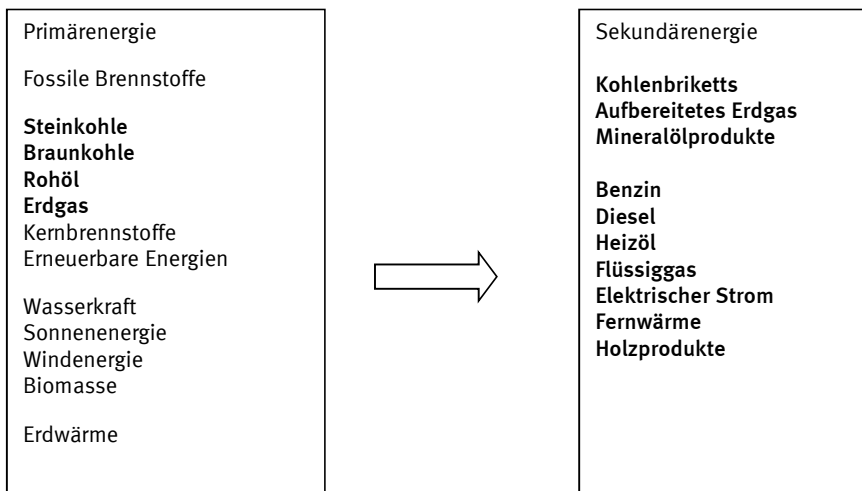 Primärenergie
Fossile Brennstoffe
Steinkohle
Braunkohle
Rohöl
Erdgas
Kernbrennstoffe
Erneuerbare Energien
Wasserkraft
Sonnenenergie
Windenergie
Biomasse
Erdwärme
Sekundärenergie
Kohlenbriketts
Aufbereitetes Erdgas
Mineralölprodukte
Benzin
Diesel
Heizöl
Flüssiggas
Elektrischer Strom
Fernwärme
Holzprodukte